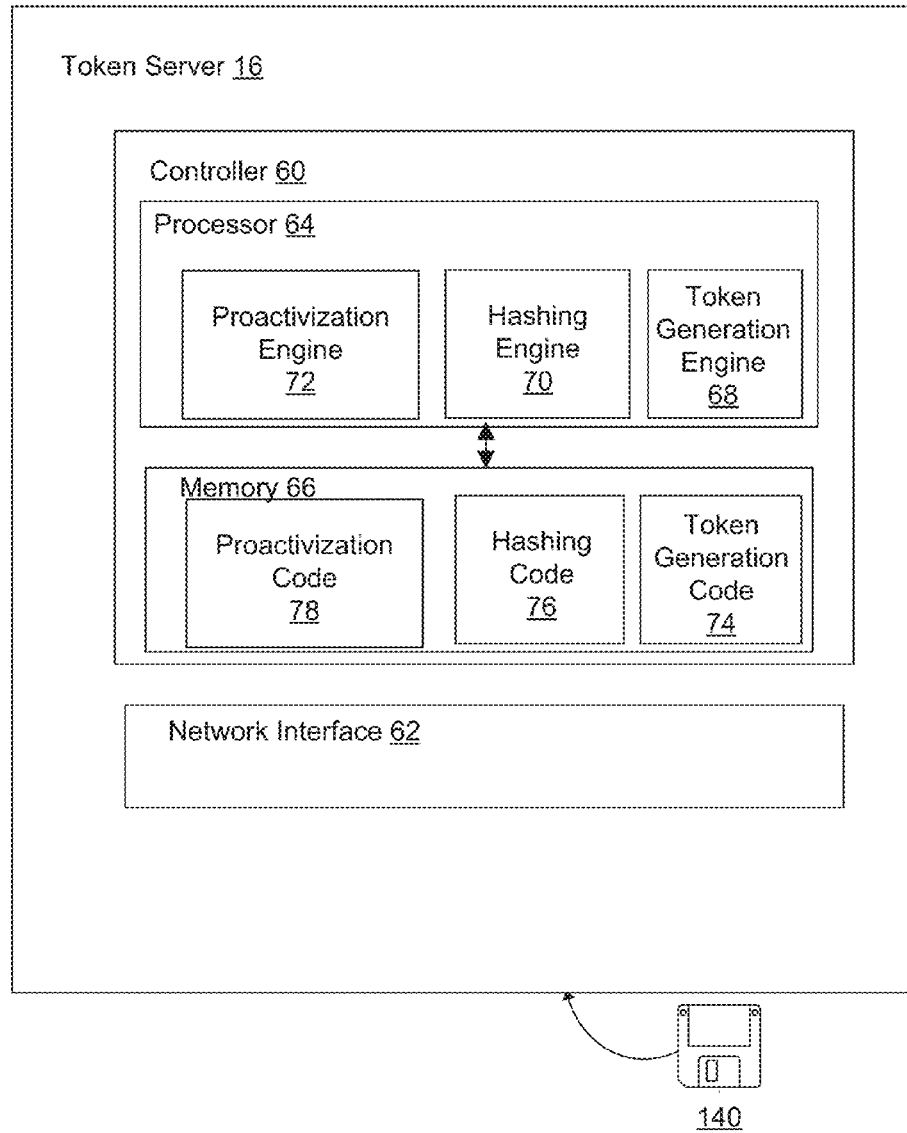 Token Server 16
Controller 60
Processor 64
Proactivization
Engine
72
Hashing
Engine
70
Token
Generation
Engine
68
Memory 66
Proactivization
Code
78
Hashing
Code
76
Token
Generation
Code
74
Network Interface 62
140